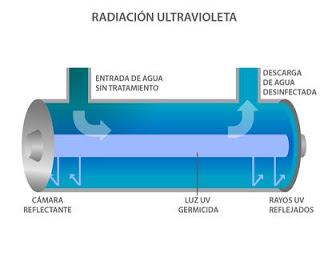 RADIACIÓN ULTRAVIOLETA
ENTRADA DE AGUA
SIN TRATAMIENTO
DESCARGA
DE AGUA
DESINFECTADA
CÁMARA
REFLECTANTE
LUZ UV
GERMICIDA
RAYOS UV
REFLEJADOS